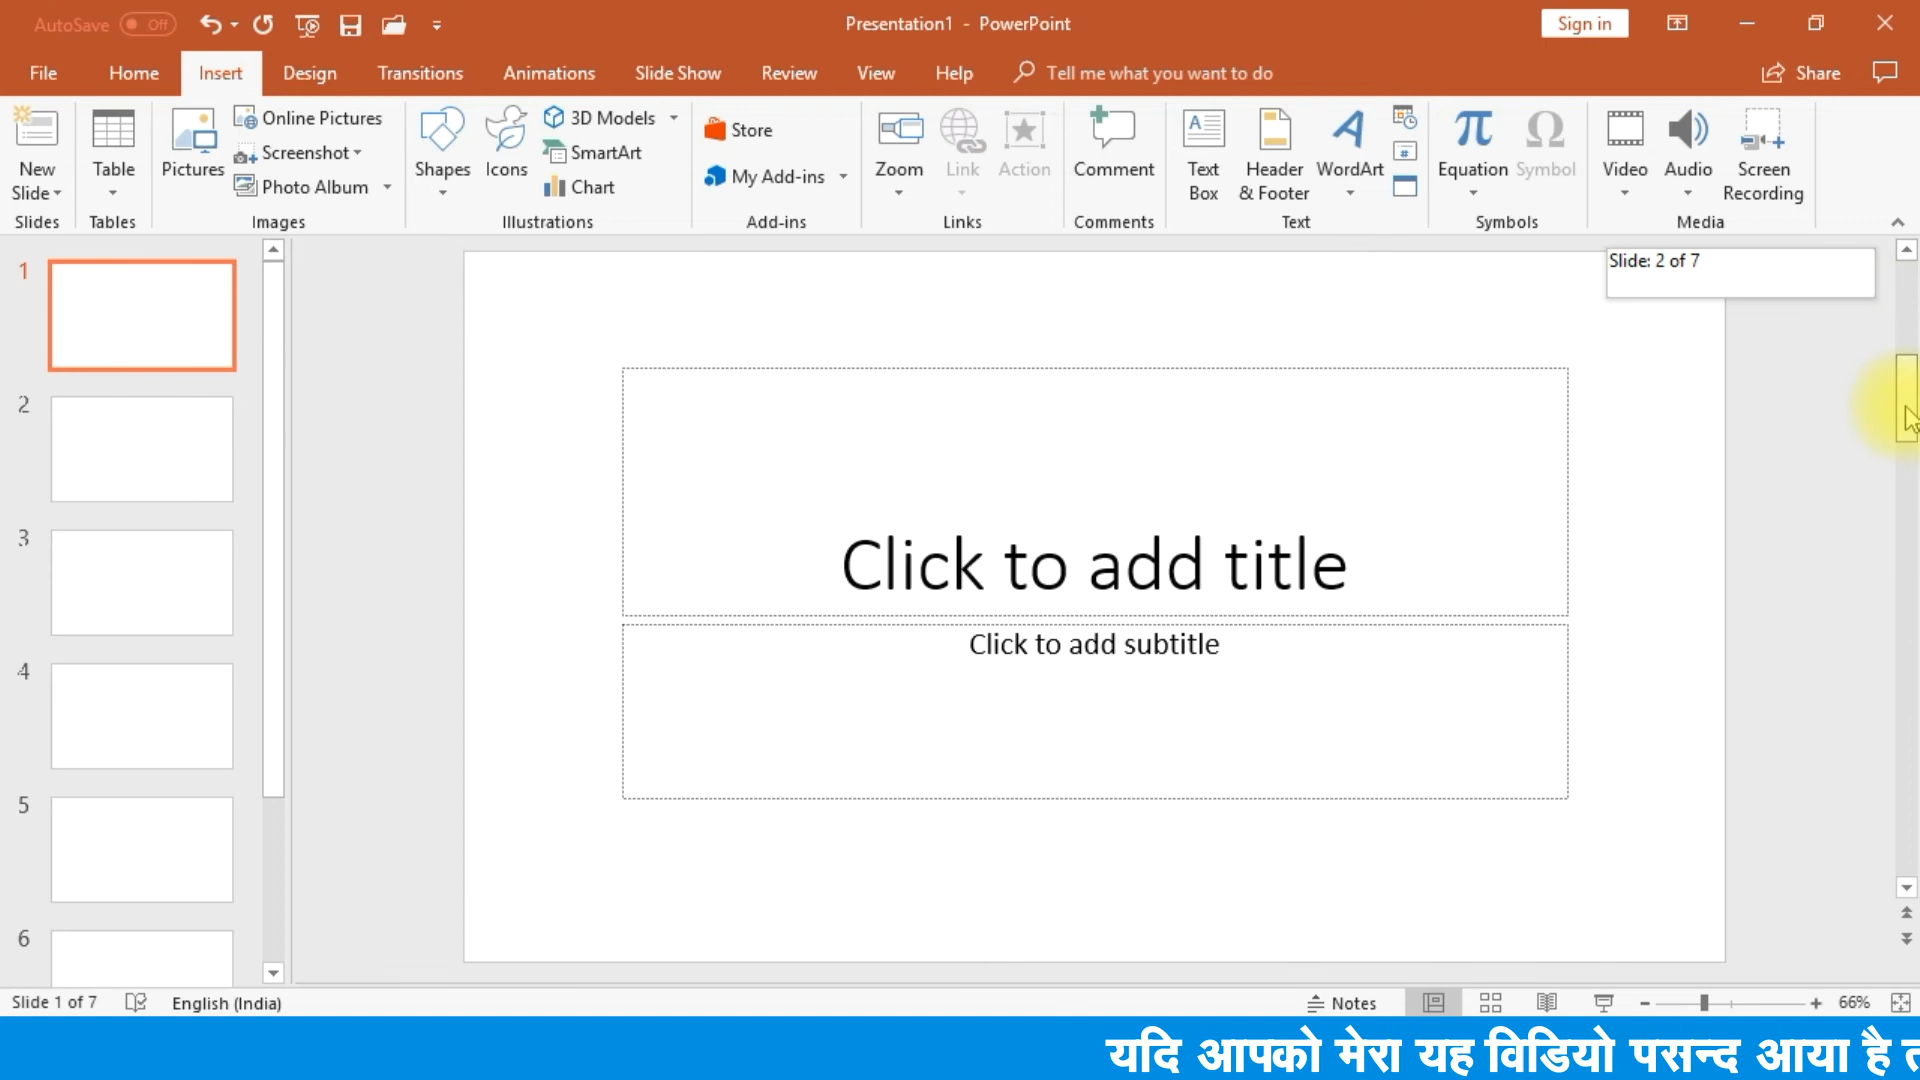 AutoSave Off
Presentation1 - PowerPoint
Sign in
File Home Insert Design Transitions Animations Slide Show Review View Help Tell me what you want to do Share
New Slide
Table
Pictures
Online Pictures
Screenshot
Photo Album
Shapes
Icons
3D Models
SmartArt
Chart
Store
My Add-ins
Zoom
Link
Action
Comment
Text Box
Header & Footer
WordArt
Equation
Symbol
Video
Audio
Screen Recording
Slides Tables Images Illustrations Add-ins Links Comments Text Symbols Media
Slide: 2 of 7
1
2
3
4
5
6
Click to add title
Click to add subtitle
Slide 1 of 7 English (India) Notes 66%
यदि आपको मेरा यह विडियो पसन्द आया है